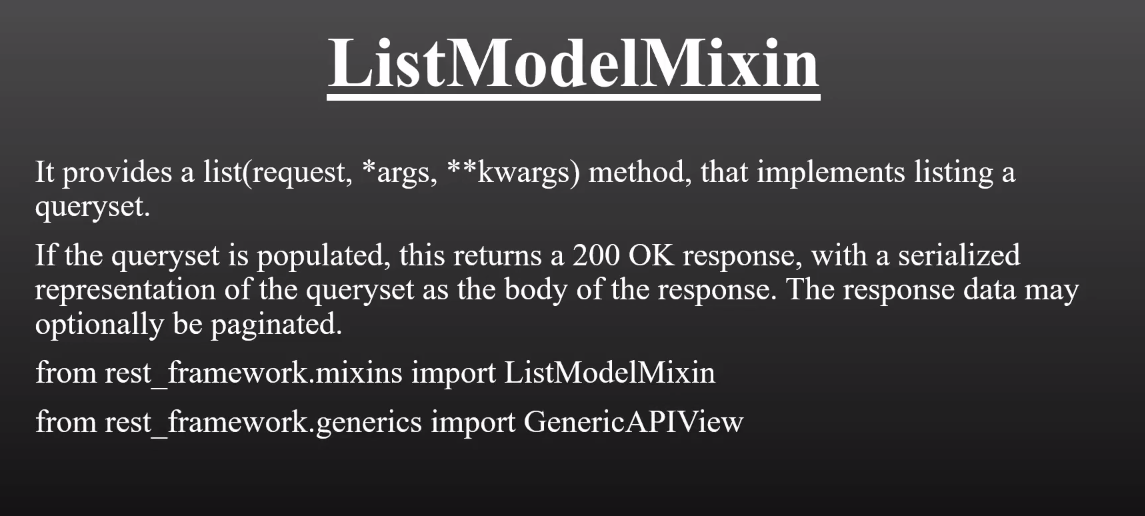 ListModelMixin
It provides a list(request, *args, **kwargs) method, that implements listing a
queryset.
If the queryset is populated, this returns a 200 OK response, with a serialized
representation of the queryset as the body of the response. The response data may
optionally be paginated.
from rest_framework.mixins import ListModelMixin
from rest_framework.generics import GenericAPIView